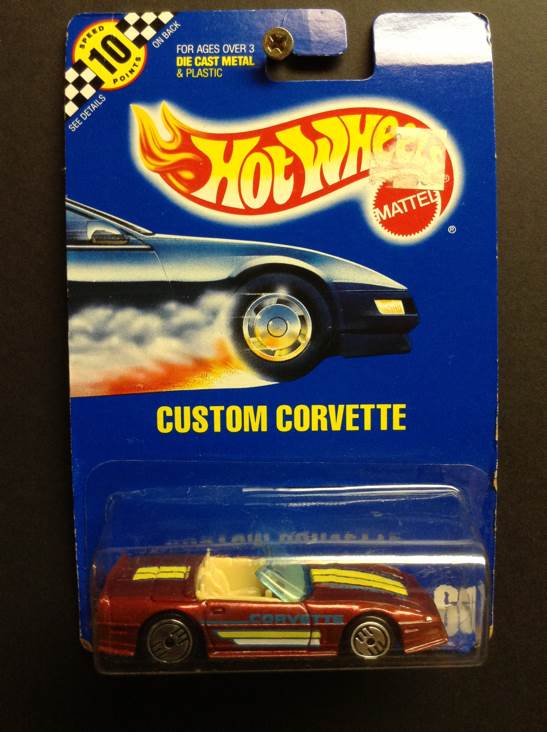 SPEED
10
POINTS
ON BACK
SEE DETAILS
FOR AGES OVER 3
DIE CAST METAL
& PLASTIC
HOT WHEELS
MATTEL
®
CUSTOM CORVETTE
CORVETTE